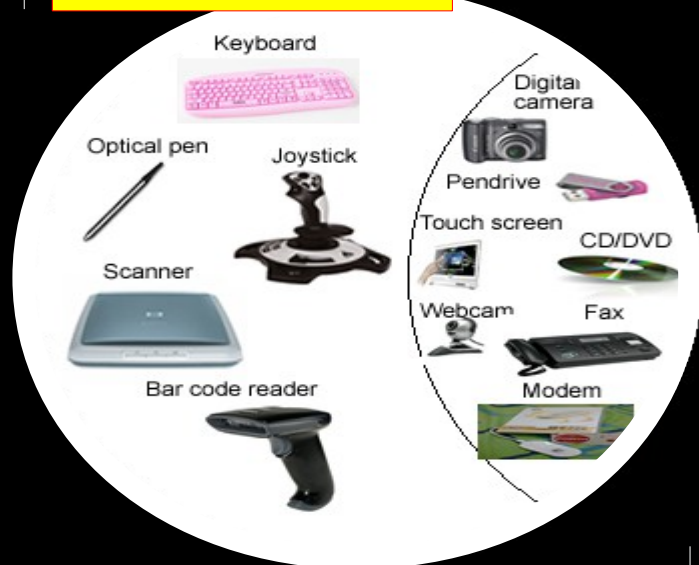 Keyboard
Optical pen
Joystick
Scanner
Bar code reader
Digital
camera
Pendrive
Touch screen
CD/DVD
Webcam
Fax
Modem